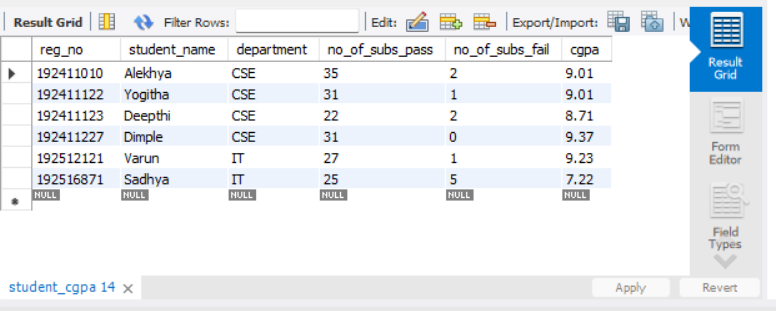 Result Grid Filter Rows: Edit: Export/Import: W
reg_no student_name department no_of_subs_pass no_of_subs_fail cgpa
192411010 Alekhya CSE 35 2 9.01
192411122 Yogitha CSE 31 1 9.01
192411123 Deepthi CSE 22 2 8.71
192411227 Dimple CSE 31 0 9.37
192512121 Varun IT 27 1 9.23
192516871 Sadhya IT 25 5 7.22
NULL NULL NULL NULL NULL NULL
Result
Grid
Form
Editor
Field
Types
student_cgpa 14
Apply Revert